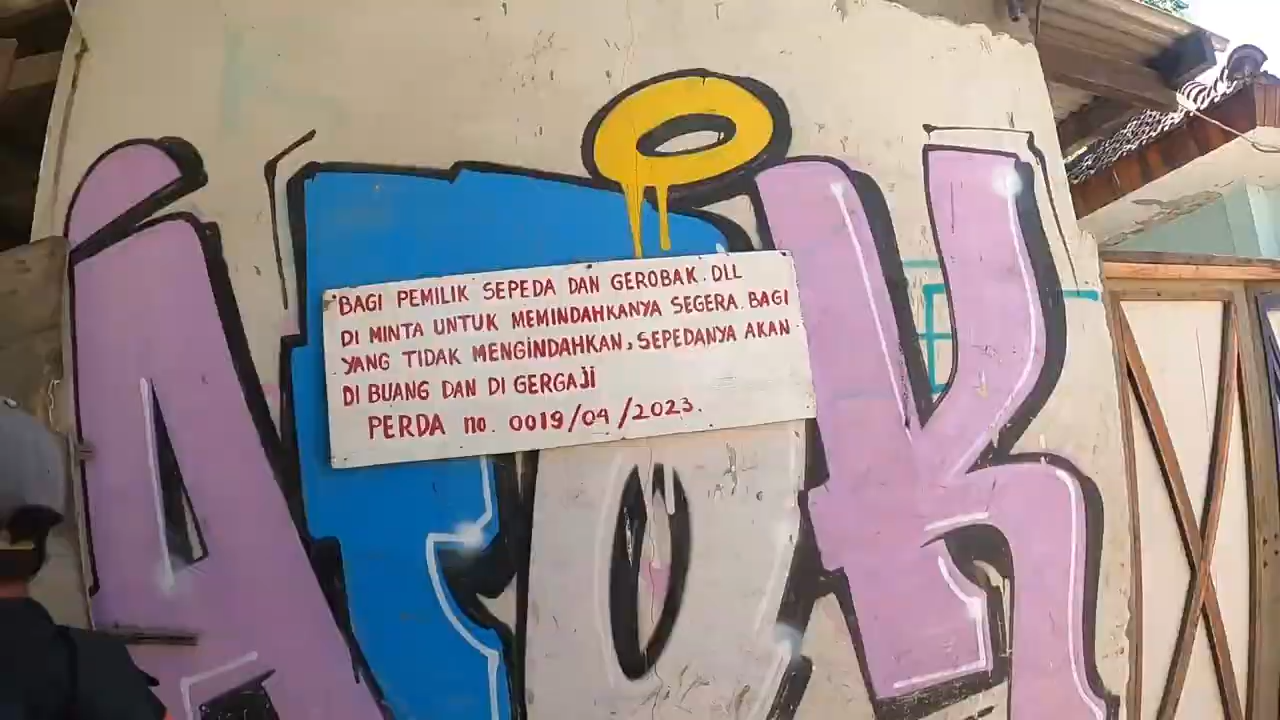 BAGI PEMILIK SEPEDA DAN GEROBAK. DLL
DI MINTA UNTUK MEMINDAHKANYA SEGERA. BAGI
YANG TIDAK MENGINDAHKAN, SEPEDANYA AKAN
DI BUANG DAN DI GERGAJI
PERDA no. 0019/04/2023.